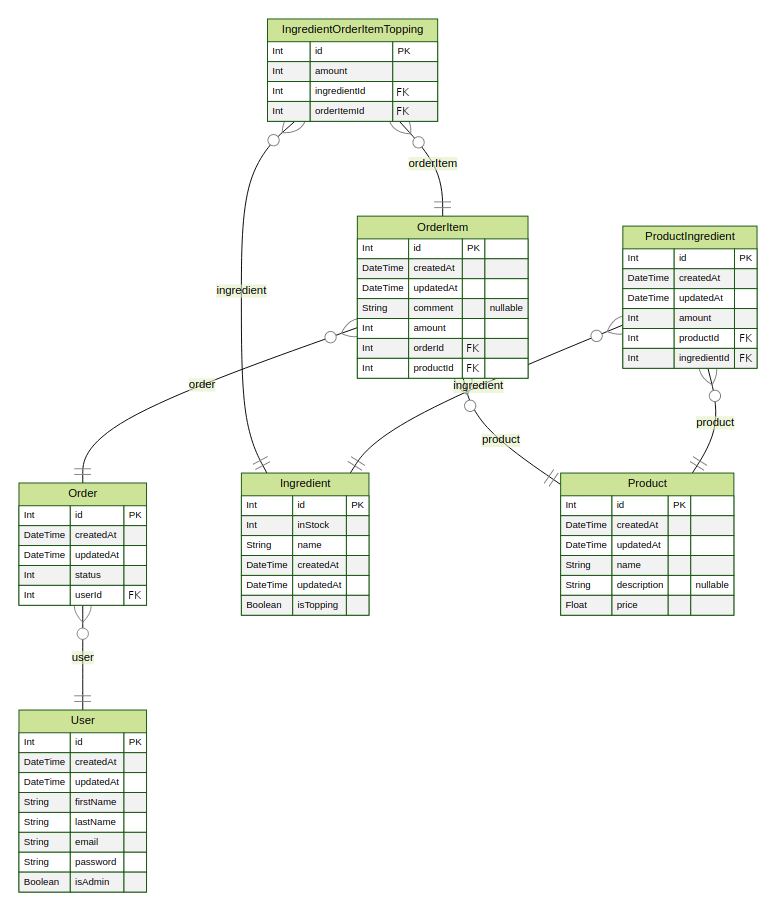 IngredientOrderItemTopping
Int id PK
Int amount
Int ingredientId FK
Int orderItemId FK
orderItem
OrderItem
Int id PK
DateTime createdAt
DateTime updatedAt
String comment nullable
Int amount
Int orderId FK
Int productId FK
ProductIngredient
Int id PK
DateTime createdAt
DateTime updatedAt
Int amount
Int productId FK
Int ingredientId FK
ingredient
order
ingredient
product
product
Order
Int id PK
DateTime createdAt
DateTime updatedAt
Int status
Int userId FK
Ingredient
Int id PK
Int inStock
String name
DateTime createdAt
DateTime updatedAt
Boolean isTopping
Product
Int id PK
DateTime createdAt
DateTime updatedAt
String name
String description nullable
Float price
user
User
Int id PK
DateTime createdAt
DateTime updatedAt
String firstName
String lastName
String email
String password
Boolean isAdmin